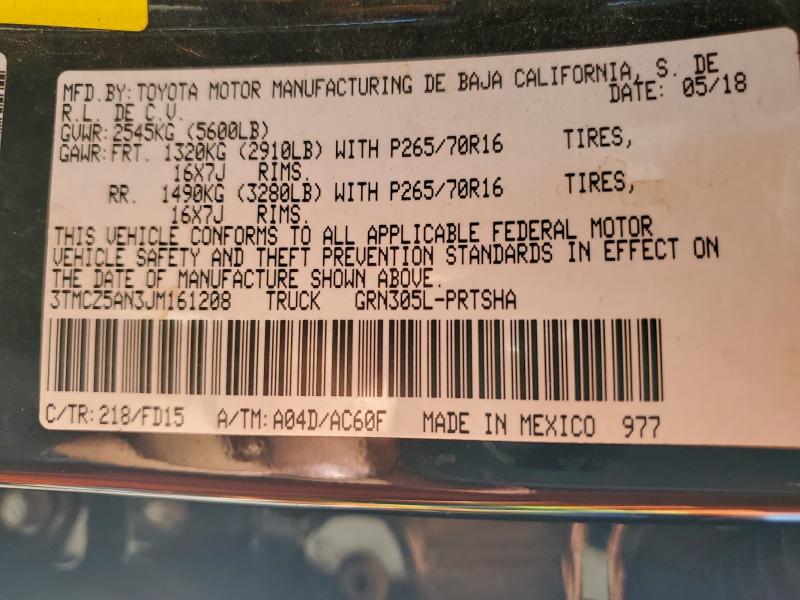 MFD.BY: TOYOTA MOTOR MANUFACTURING DE BAJA CALIFORNIA, S. DE
R.L. DE C.V. DATE: 05/18
GVWR: 2545KG (5600LB)
GAWR: FRT. 1320KG (2910LB) WITH P265/70R16 TIRES,
16X7J RIMS.
RR. 1490KG (3280LB) WITH P265/70R16 TIRES,
16X7J RIMS.
THIS VEHICLE CONFORMS TO ALL APPLICABLE FEDERAL MOTOR
VEHICLE SAFETY AND THEFT PREVENTION STANDARDS IN EFFECT ON
THE DATE OF MANUFACTURE SHOWN ABOVE.
3TMCZ5AN3JM161208 TRUCK GRN305L-PRTSHA
C/TR: 218/FD15 A/TM: A04D/AC60F MADE IN MEXICO 977